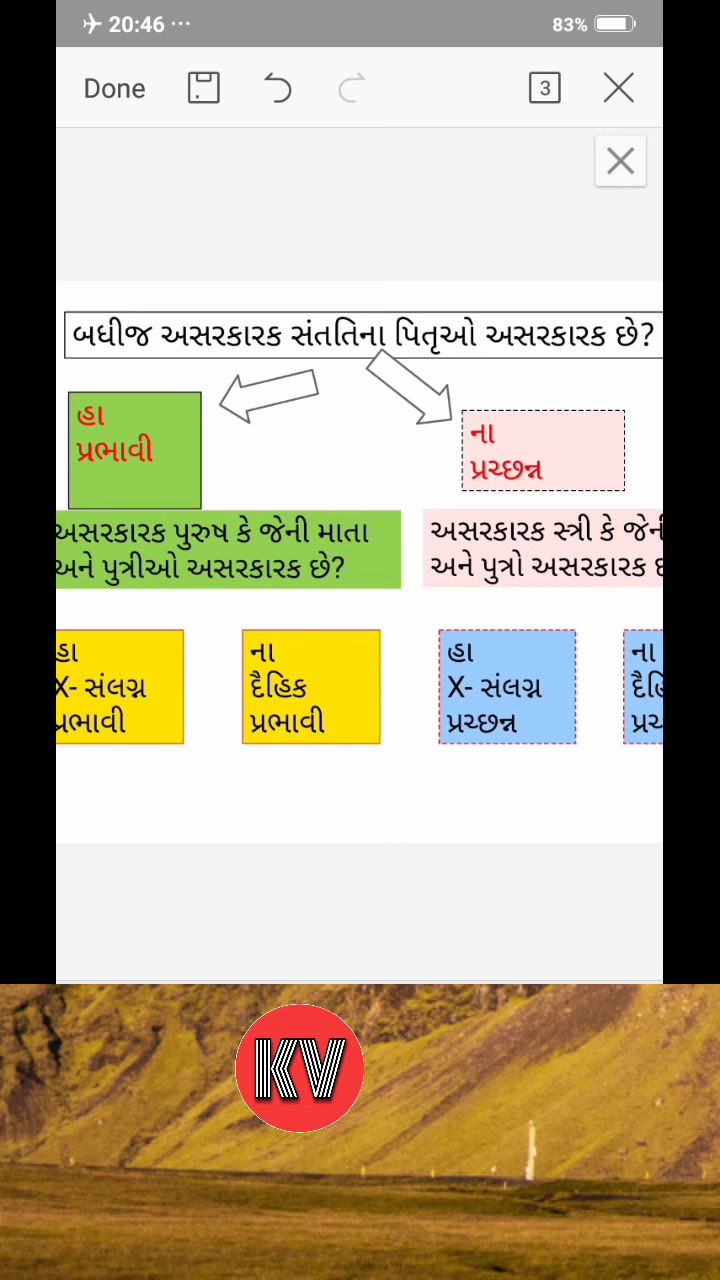 20:46 ...
83%
Done
3
બધીજ અસરકારક સંતતિના પિતૃઓ અસરકારક છે?
હા
પ્રભાવી
ના
પ્રચ્છન્ન
અસરકારક પુરુષ કે જેની માતા
અને પુત્રીઓ અસરકારક છે?
અસરકારક સ્ત્રી કે જેની
અને પુત્રો અસરકારક
હા
X- સંલગ્ન
પ્રભાવી
ના
દૈહિક
પ્રભાવી
હા
X- સંલગ્ન
પ્રચ્છન્ન
ના
KV